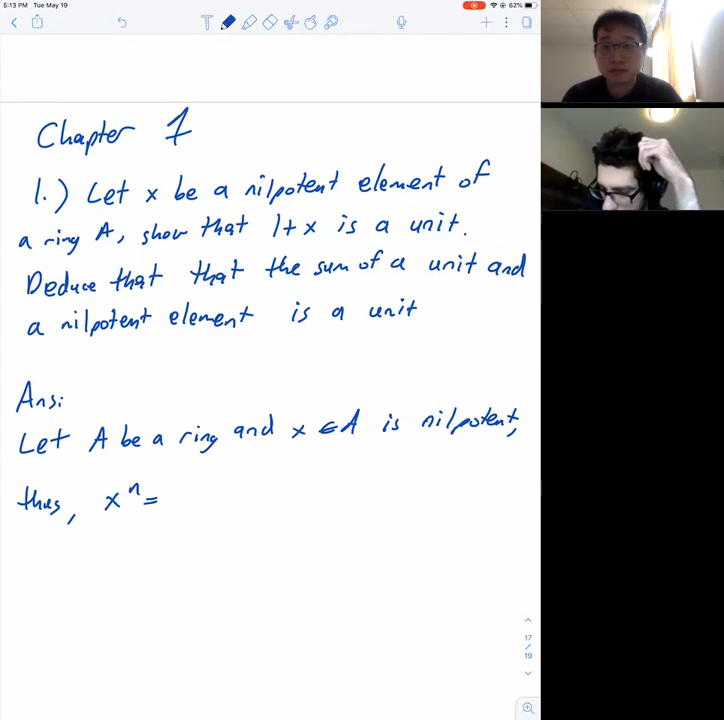 5:13 PM Tue May 19
62%
Chapter 1
1.) Let x be a nilpotent element of
a ring A, show that 1+x is a unit.
Deduce that that the sum of a unit and
a nilpotent element is a unit
Ans:
Let A be a ring and x ∈ A is nilpotent,
thus, xⁿ =
17
/
19